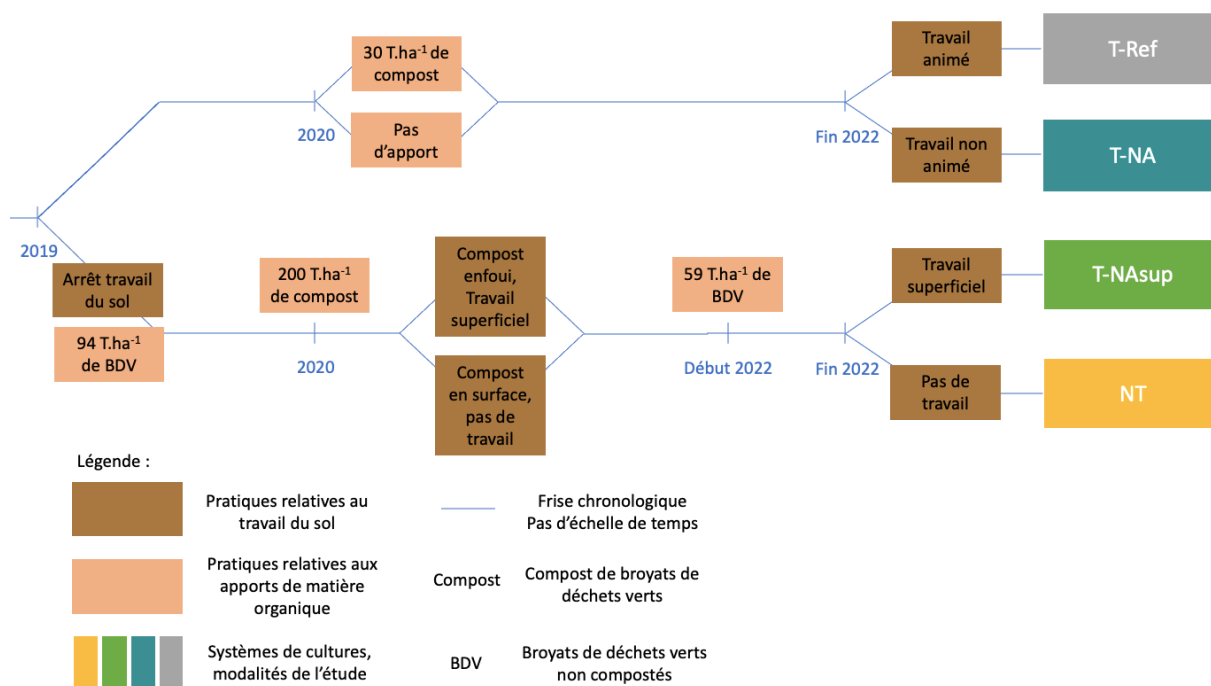 30 T.ha⁻¹ de
compost
2020
Pas
d’apport
Fin 2022
Travail
animé
T-Ref
Travail non
animé
T-NA
2019
Arrêt travail
du sol
94 T.ha⁻¹
de BDV
200 T.ha⁻¹
de compost
2020
Compost
enfoui,
Travail
superficiel
Compost
en surface,
pas de
travail
59 T.ha⁻¹ de
BDV
Début 2022
Fin 2022
Travail
superficiel
T-NAsup
Pas de
travail
NT
Légende :
Pratiques relatives au
travail du sol
Frise chronologique
Pas d’échelle de temps
Pratiques relatives aux
apports de matière
organique
Compost
Compost de broyats de
déchets verts
Systèmes de cultures,
modalités de l’étude
BDV
Broyats de déchets verts
non compostés